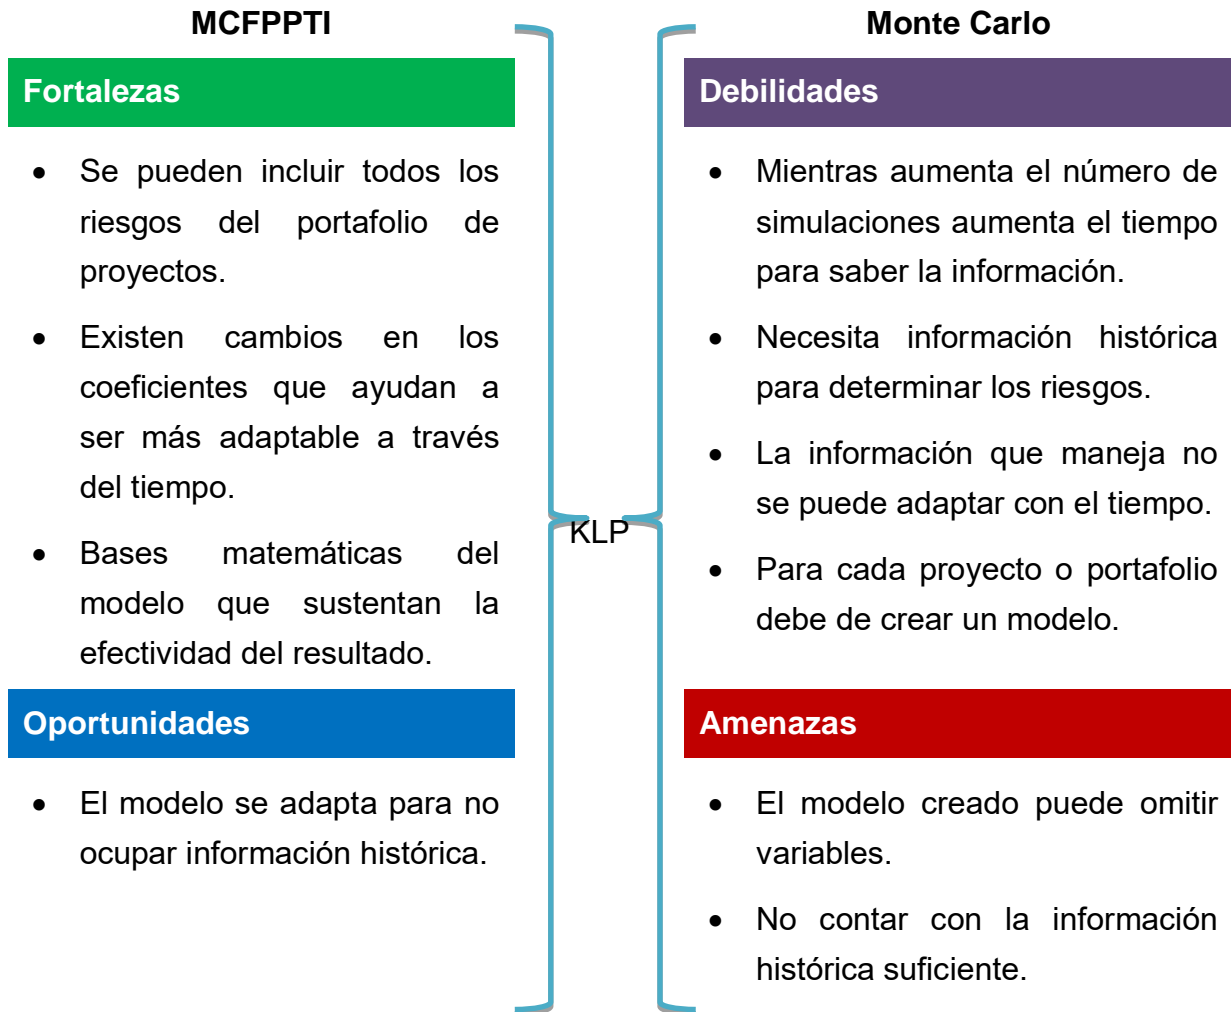 MCFPPTI
Fortalezas
• Se pueden incluir todos los
riesgos del portafolio de
proyectos.
• Existen cambios en los
coeficientes que ayudan a
ser más adaptable a través
del tiempo.
• Bases matemáticas del
modelo que sustentan la
efectividad del resultado.
Oportunidades
• El modelo se adapta para no
ocupar información histórica.
KLP
Monte Carlo
Debilidades
• Mientras aumenta el número de
simulaciones aumenta el tiempo
para saber la información.
• Necesita información histórica
para determinar los riesgos.
• La información que maneja no
se puede adaptar con el tiempo.
• Para cada proyecto o portafolio
debe de crear un modelo.
Amenazas
• El modelo creado puede omitir
variables.
• No contar con la información
histórica suficiente.